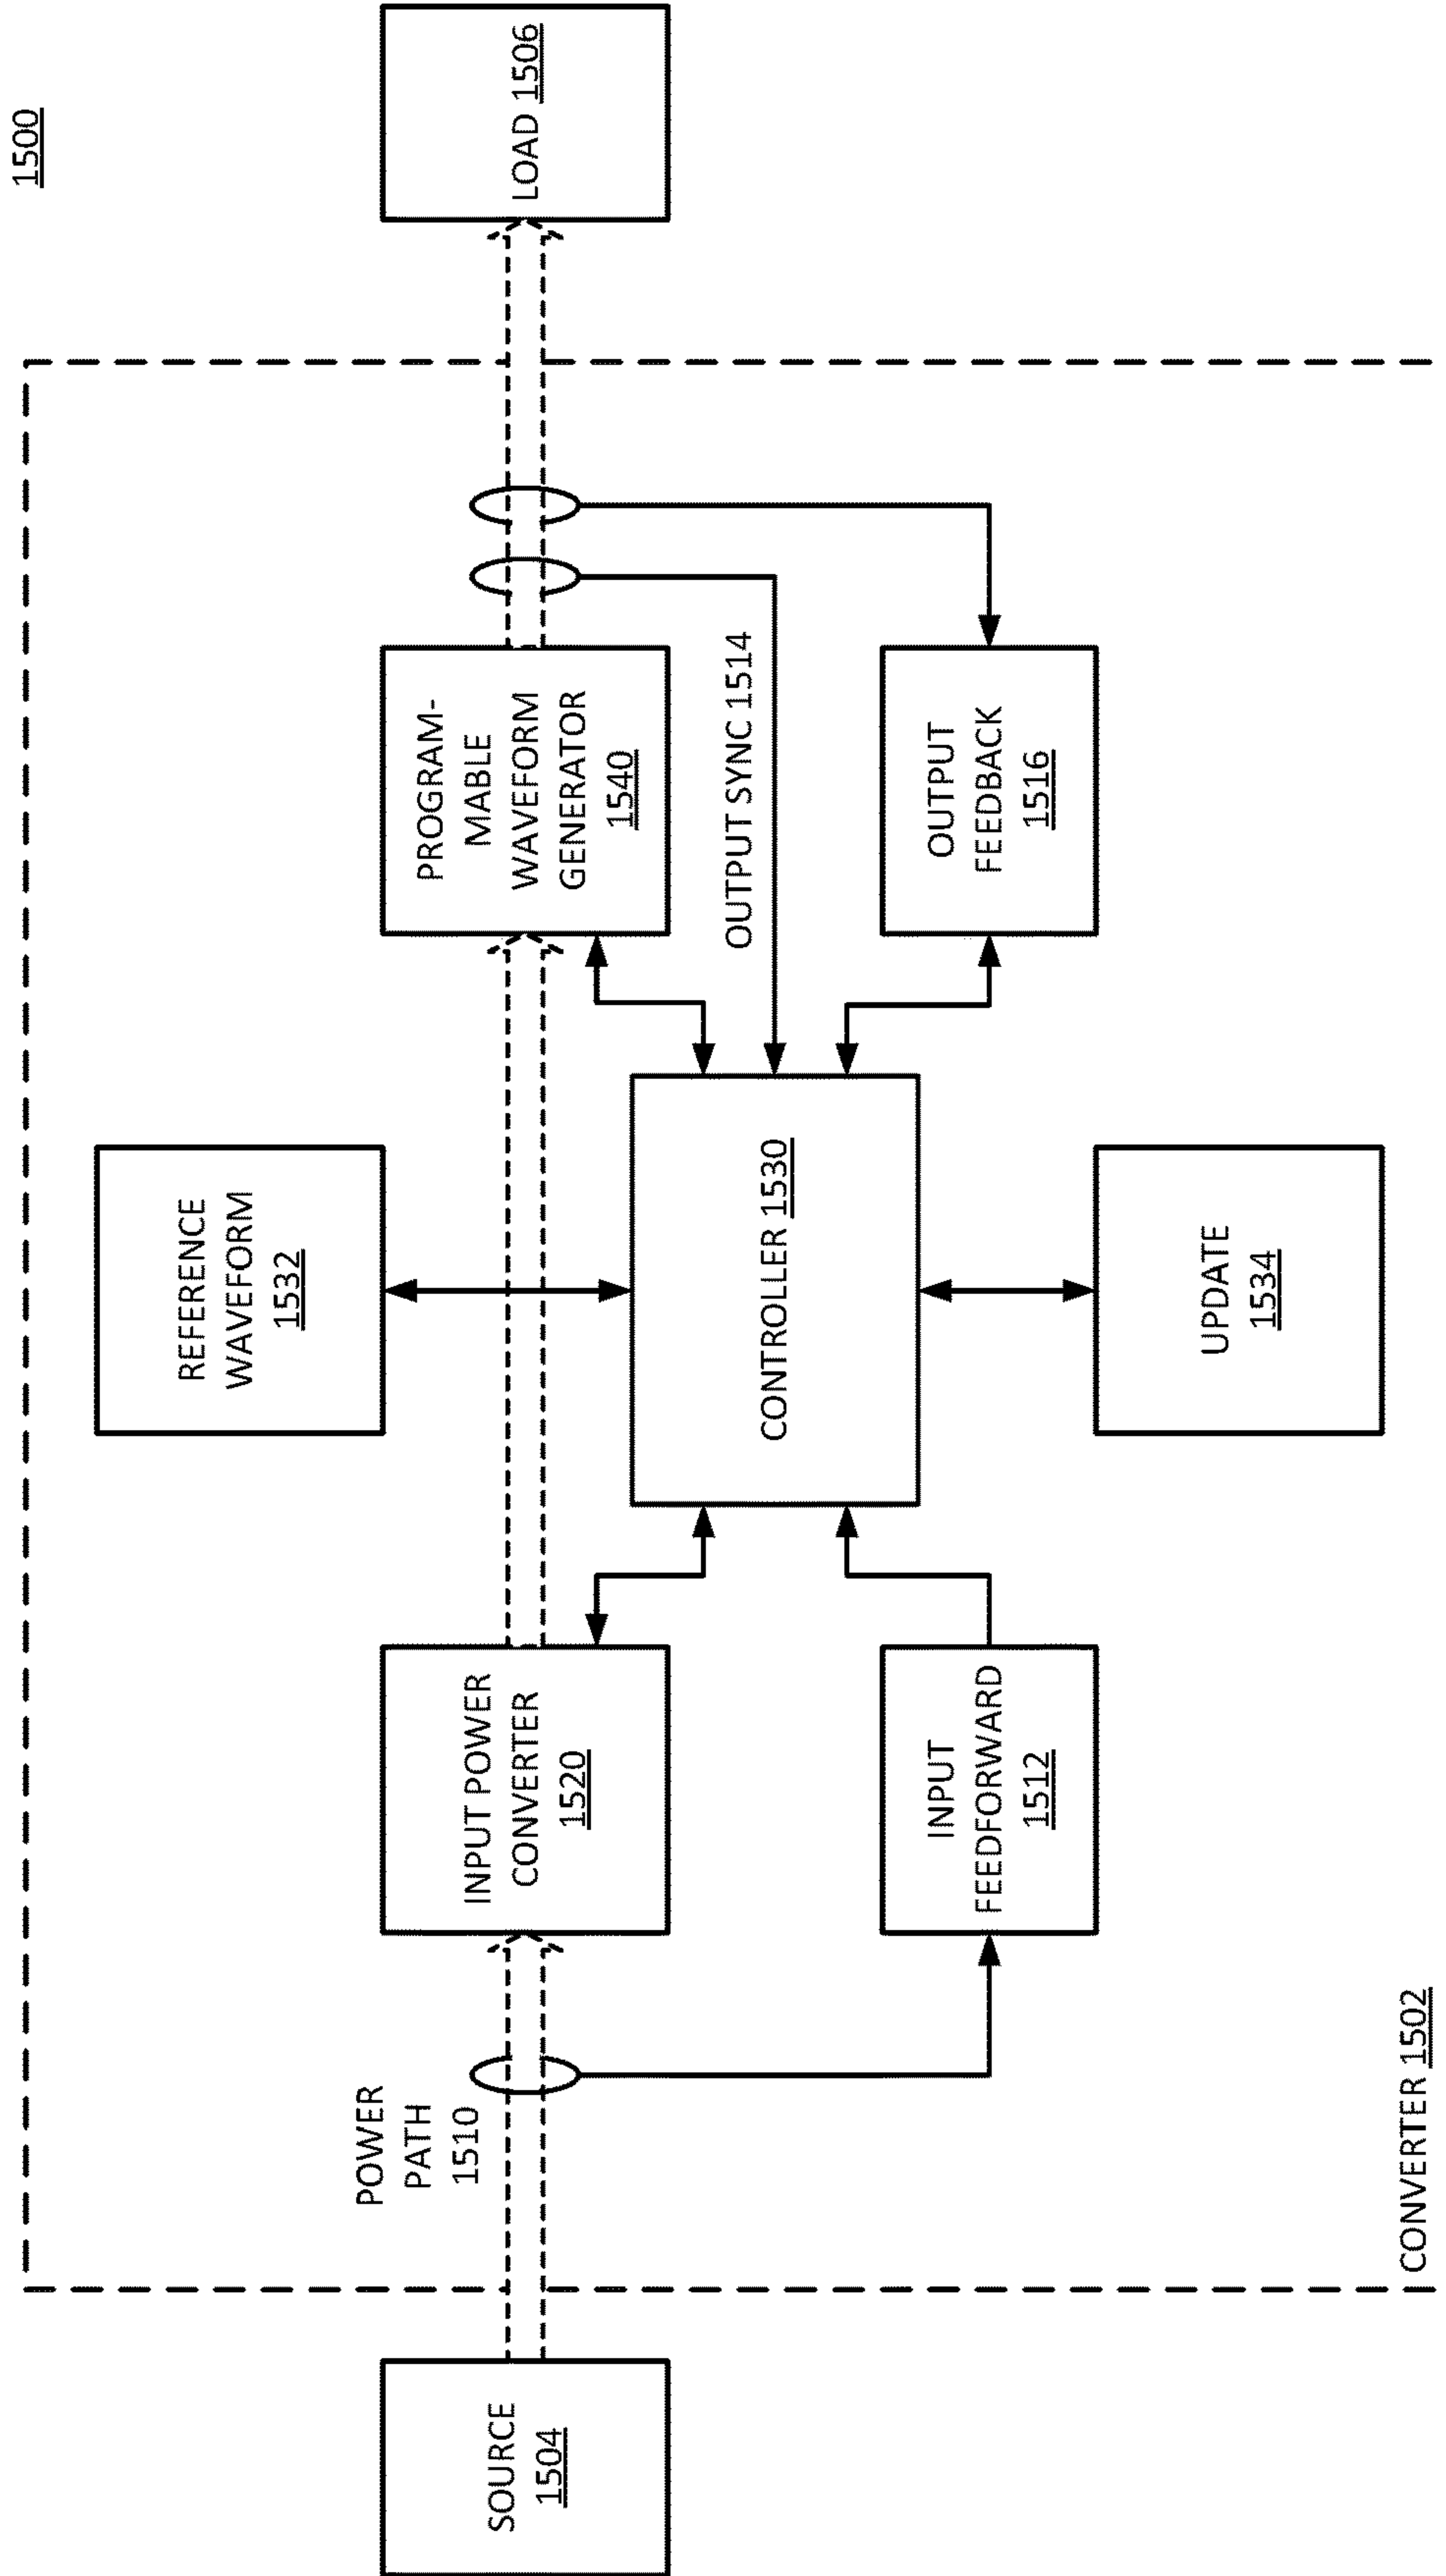 1500
REFERENCE
WAVEFORM
1532
POWER
PATH
1510
SOURCE
1504
INPUT POWER
CONVERTER
1520
PROGRAM-
MABLE
WAVEFORM
GENERATOR
1540
LOAD 1506
CONTROLLER 1530
OUTPUT SYNC 1514
INPUT
FEEDFORWARD
1512
OUTPUT
FEEDBACK
1516
UPDATE
1534
CONVERTER 1502